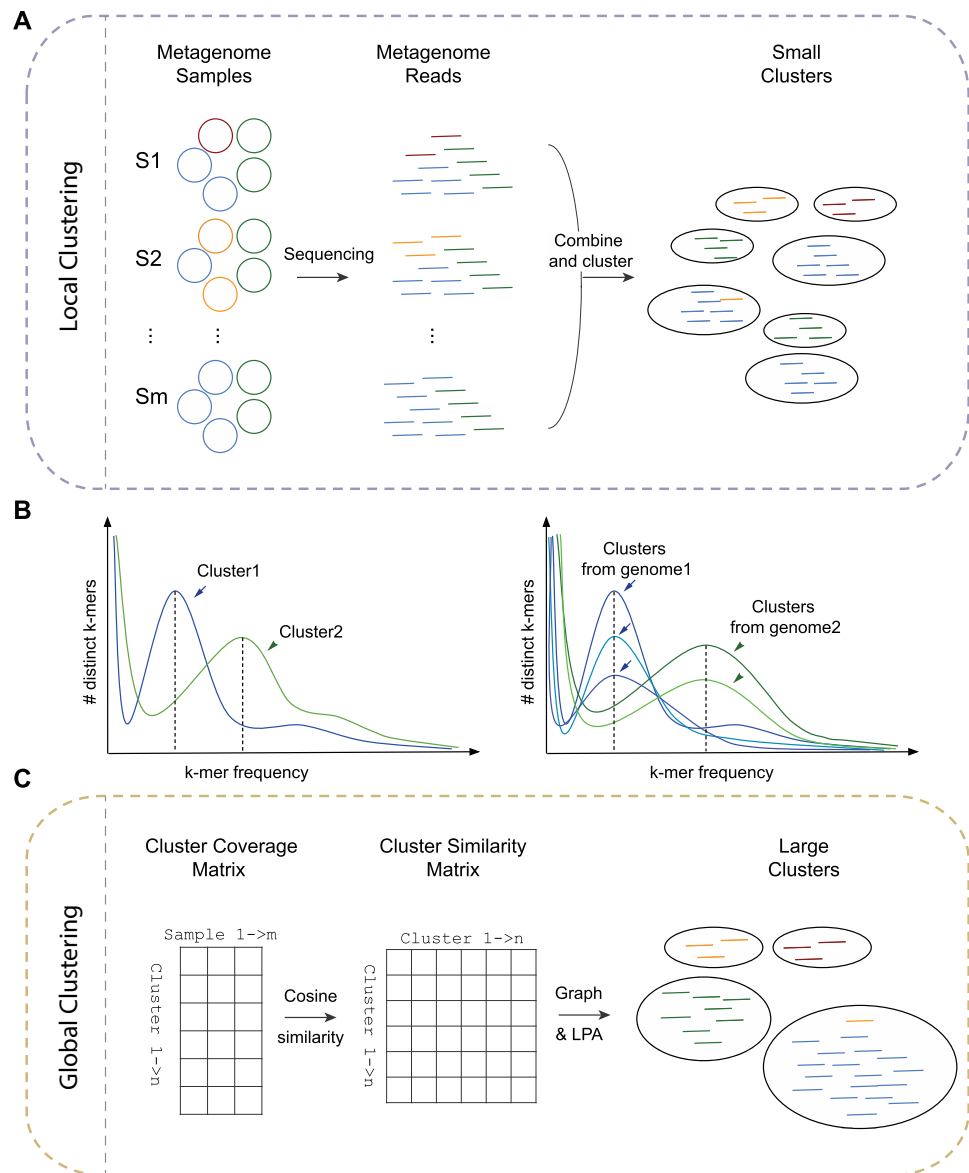 A
Local Clustering
Metagenome
Samples
Metagenome
Reads
Small
Clusters
S1
S2
...
...
...
Sm
Sequencing
Combine
and cluster
B
# distinct k-mers
Cluster1
Cluster2
k-mer frequency
# distinct k-mers
Clusters
from genome1
Clusters
from genome2
k-mer frequency
C
Global Clustering
Cluster Coverage
Matrix
Cluster Similarity
Matrix
Large
Clusters
Sample 1->m
Cluster 1->n
Cosine
similarity
Cluster 1->n
Cluster 1->n
Graph
& LPA